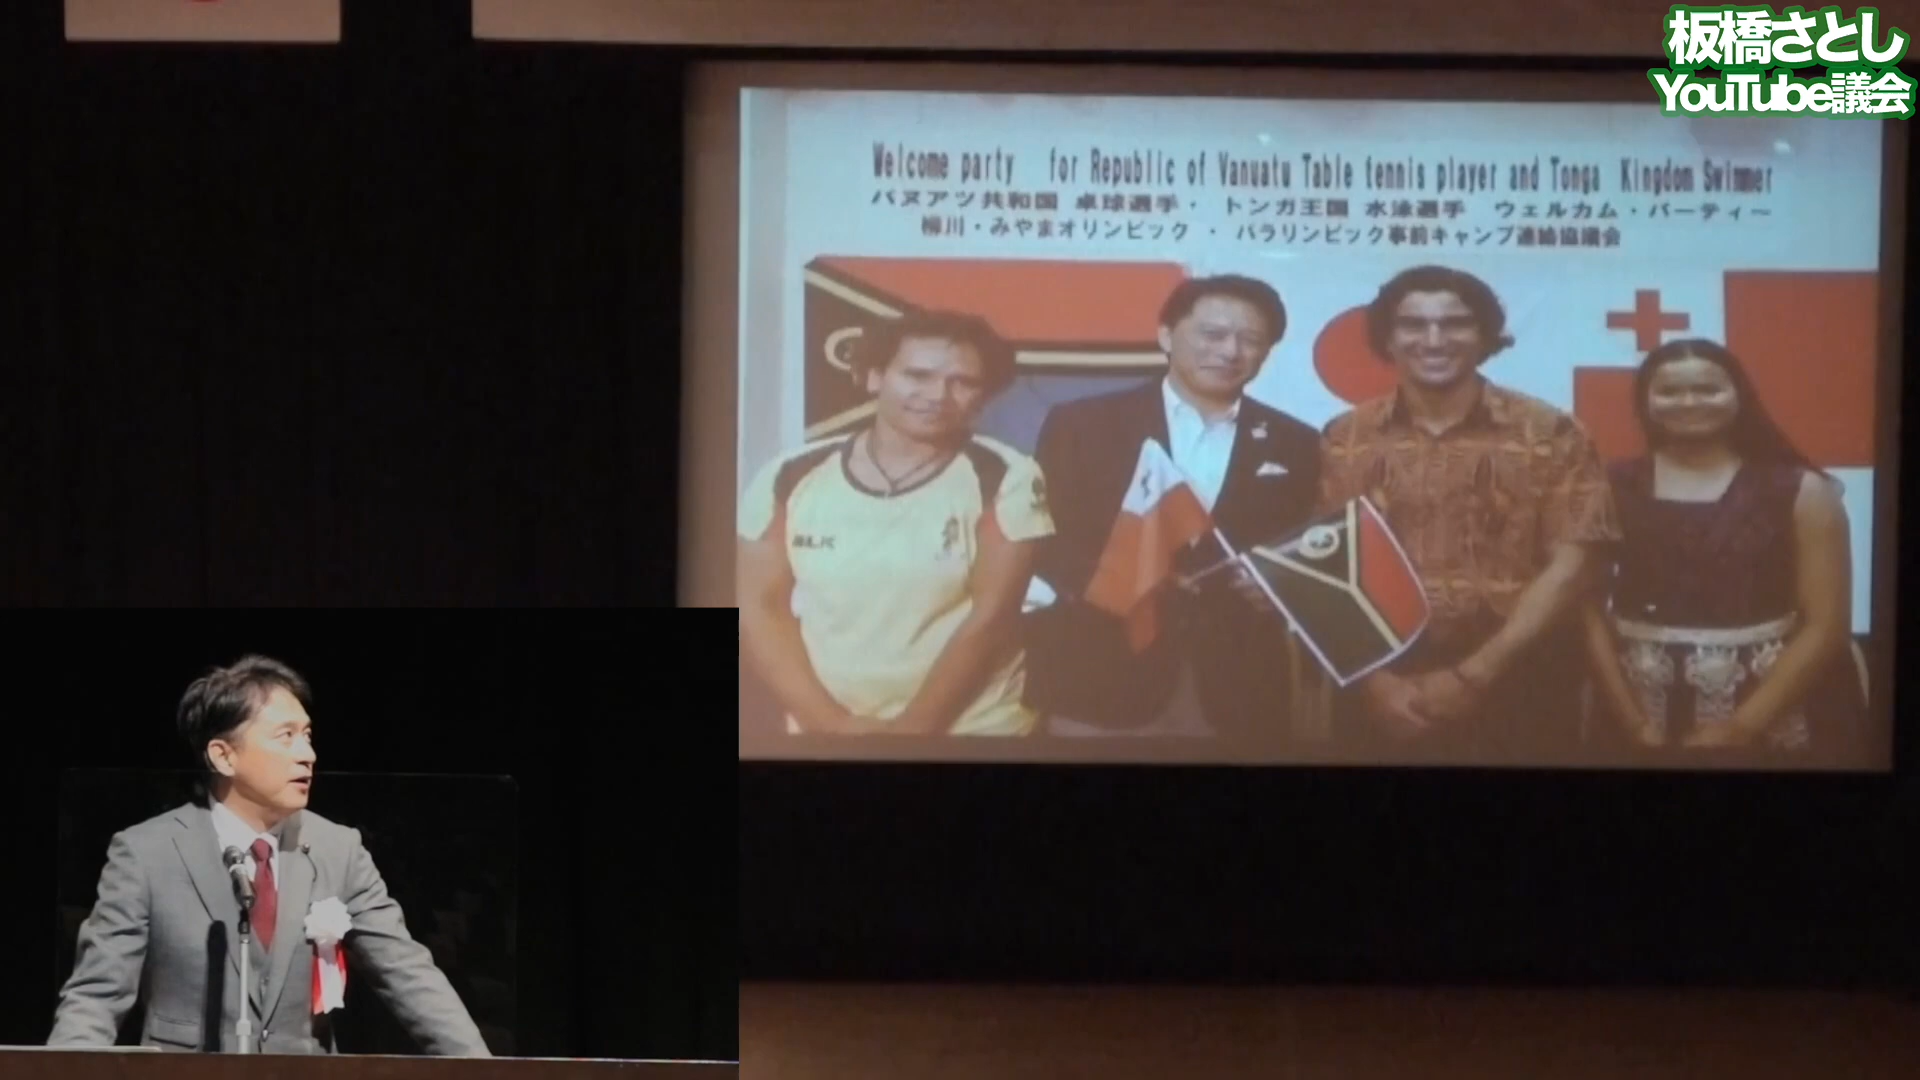 板橋さとし
YouTube議会
Welcome party for Republic of Vanuatu Table tennis player and Tonga Kingdom Swimmer
バヌアツ共和国 卓球選手・ トンガ王国 水泳選手 ウェルカム・パーティー
柳川・みやまオリンピック ・ パラリンピック事前キャンプ連絡協議会
BLK